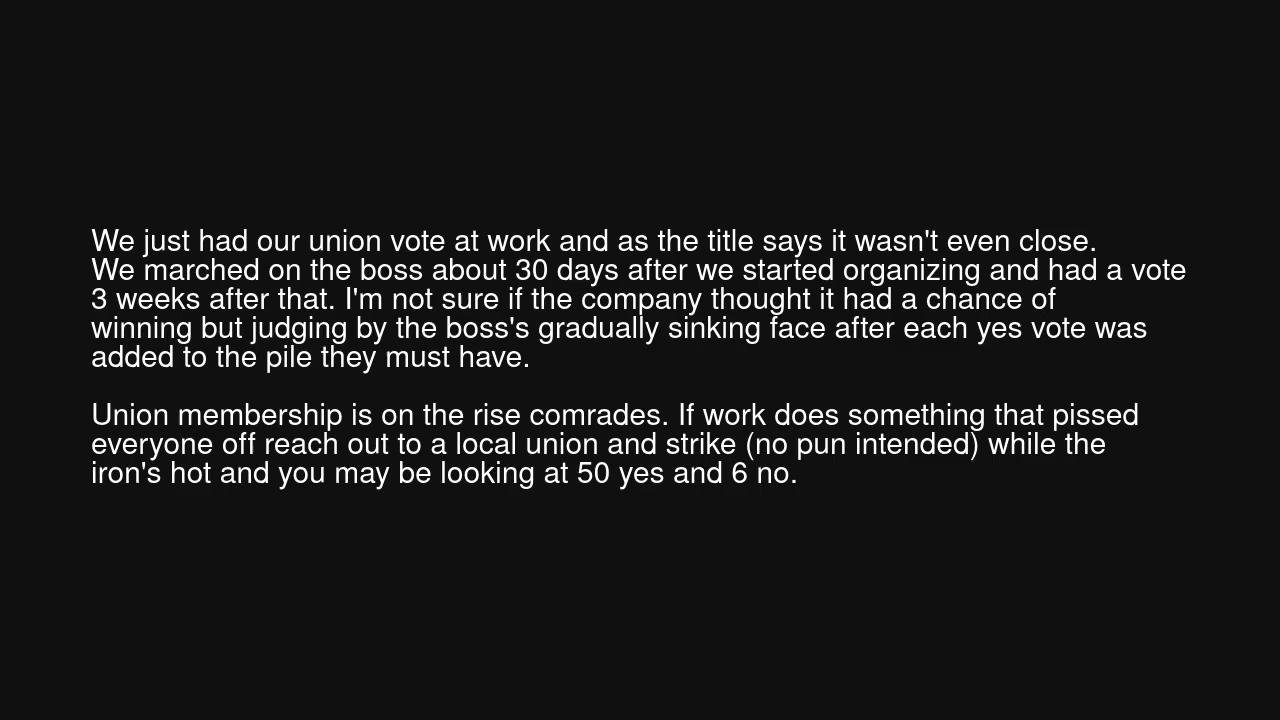 We just had our union vote at work and as the title says it wasn't even close.
We marched on the boss about 30 days after we started organizing and had a vote
3 weeks after that. I'm not sure if the company thought it had a chance of
winning but judging by the boss's gradually sinking face after each yes vote was
added to the pile they must have.

Union membership is on the rise comrades. If work does something that pissed
everyone off reach out to a local union and strike (no pun intended) while the
iron's hot and you may be looking at 50 yes and 6 no.